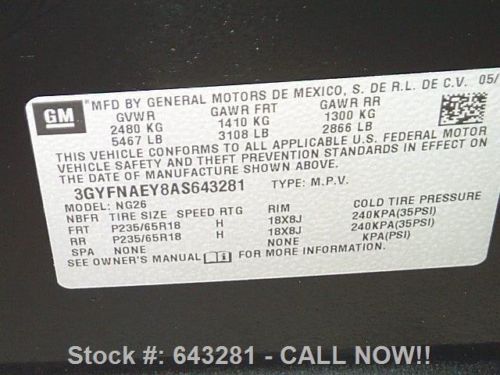 GM
MFD BY GENERAL MOTORS DE MEXICO, S. DE R.L. DE C.V. 05/
GVWR GAWR FRT GAWR RR
2480 KG 1410 KG 1300 KG
5467 LB 3108 LB 2866 LB
THIS VEHICLE CONFORMS TO ALL APPLICABLE U.S. FEDERAL MOTOR
VEHICLE SAFETY AND THEFT PREVENTION STANDARDS IN EFFECT ON
THE DATE OF MANUFACTURE SHOWN ABOVE.
3GYFNAEY8AS643281 TYPE: M.P.V.
MODEL: NG26
NBFR TIRE SIZE SPEED RTG RIM COLD TIRE PRESSURE
FRT P235/65R18 H 18X8J 240KPA(35PSI)
RR P235/65R18 H 18X8J 240KPA(35PSI)
SPA NONE NONE KPA(PSI)
SEE OWNER'S MANUAL FOR MORE INFORMATION.
Stock #: 643281 - CALL NOW!!